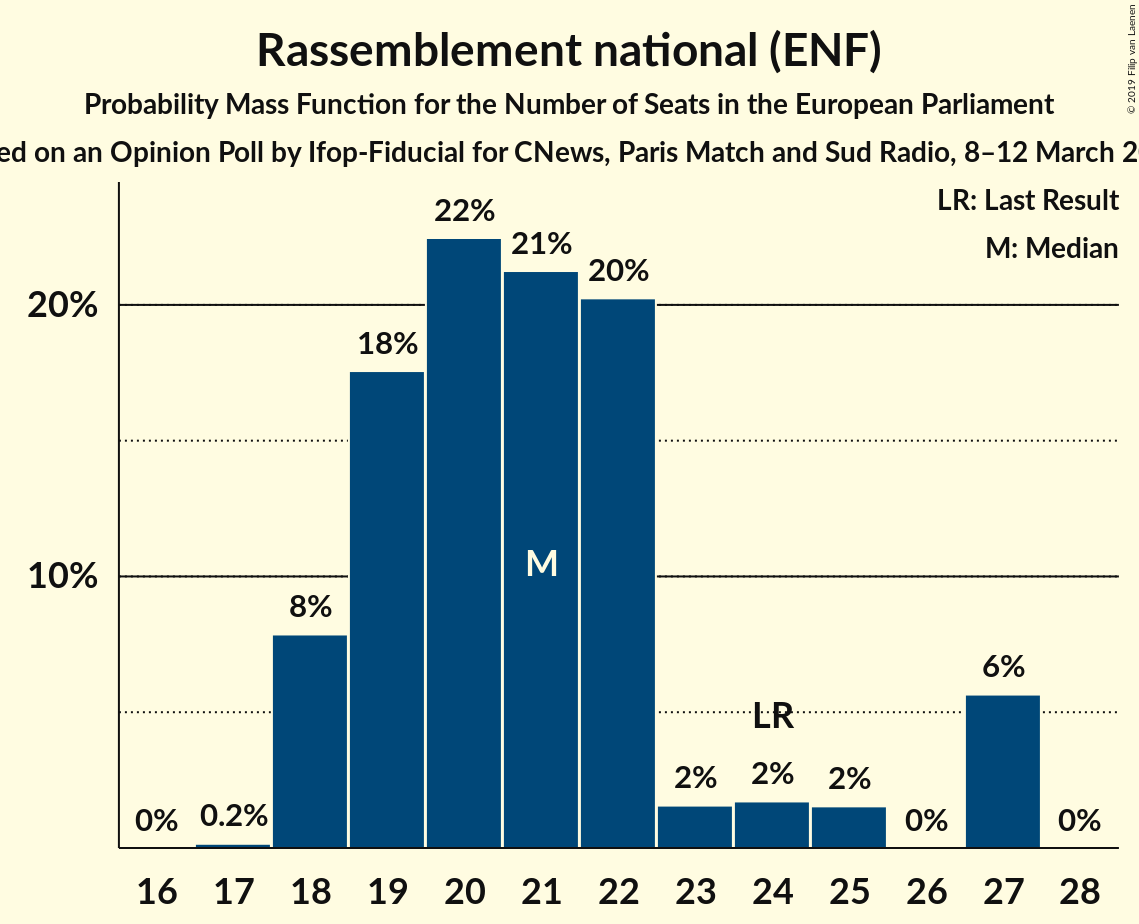 Rassemblement national (ENF)
Probability Mass Function for the Number of Seats in the European Parliament
on an Opinion Poll by Ifop-Fiducial for CNews, Paris Match and Sud Radio, 8–12 March
© 2019 Filip van Laenen
LR: Last Result
M: Median
22%
21%
20%
20%
18%
M
10%
8%
6%
LR
2%
2%
2%
0%
0.2%
0%
0%
16 17 18 19 20 21 22 23 24 25 26 27 28